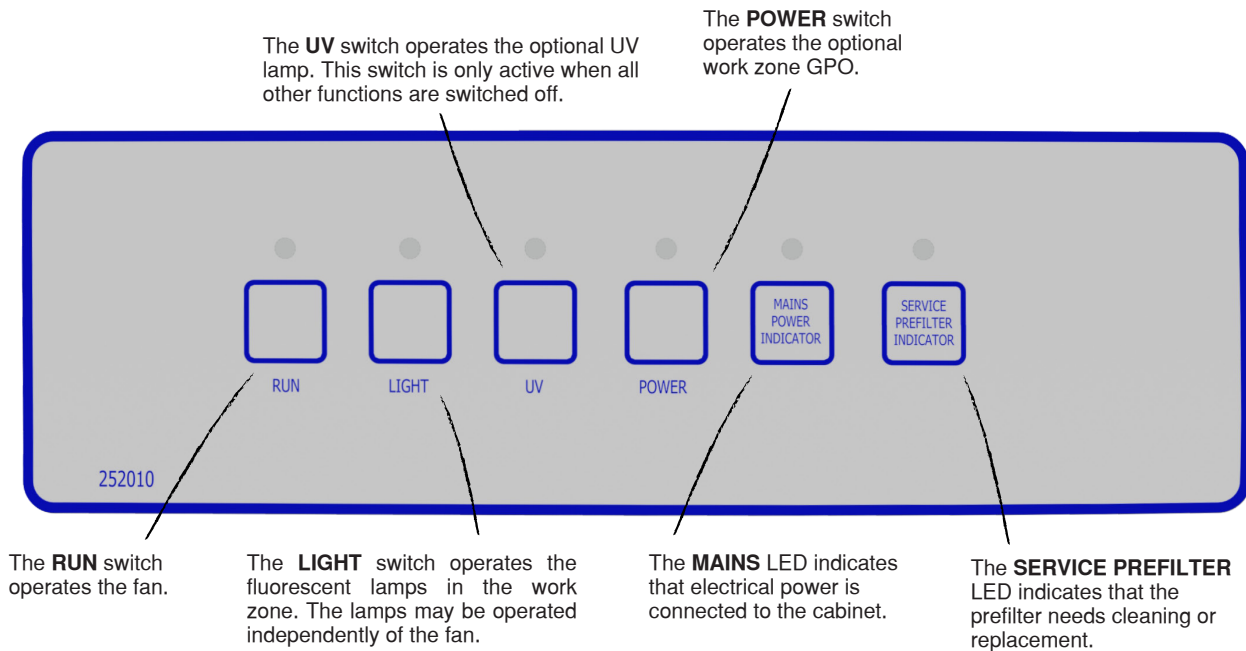 The UV switch operates the optional UV
lamp. This switch is only active when all
other functions are switched off.
The POWER switch
operates the optional
work zone GPO.
MAINS
POWER
INDICATOR
SERVICE
PREFILTER
INDICATOR
RUN
LIGHT
UV
POWER
252010
The RUN switch
operates the fan.
The LIGHT switch operates the
fluorescent lamps in the work
zone. The lamps may be operated
independently of the fan.
The MAINS LED indicates
that electrical power is
connected to the cabinet.
The SERVICE PREFILTER
LED indicates that the
prefilter needs cleaning or
replacement.